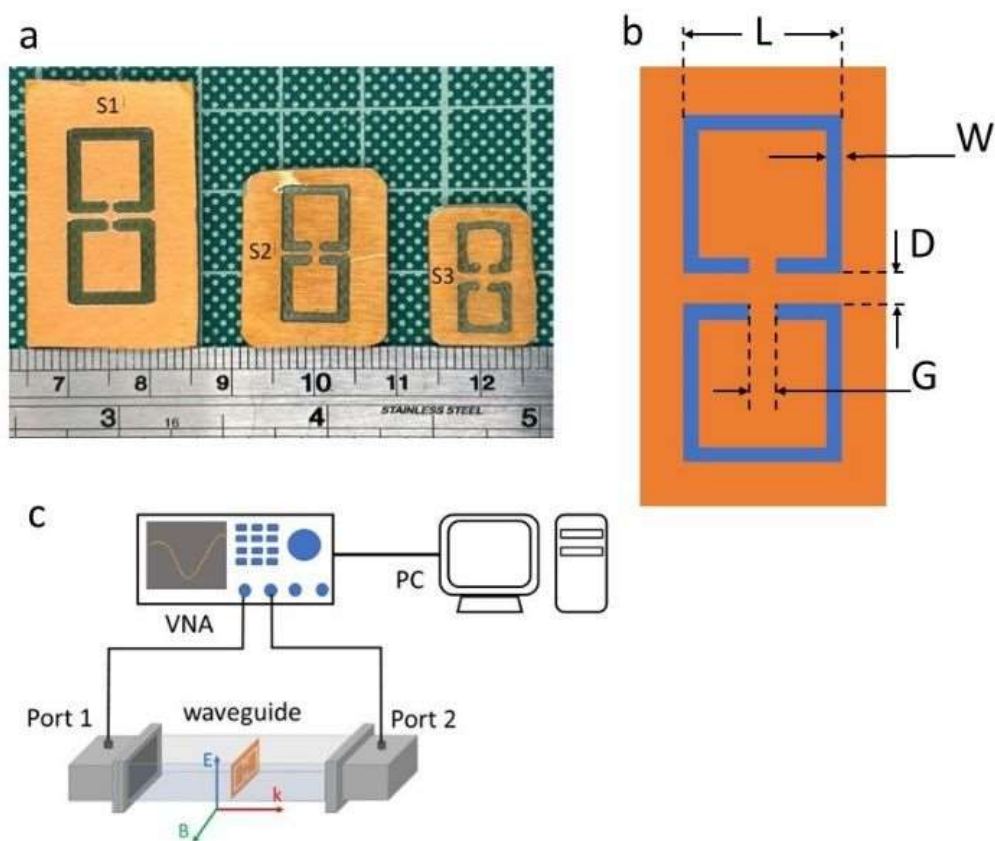 a
S1
S2
S3
7 8 9 10 11 12
3 16 4 STAINLESS STEEL 5
b
L
W
D
G
c
VNA
PC
Port 1
waveguide
Port 2
E
k
B